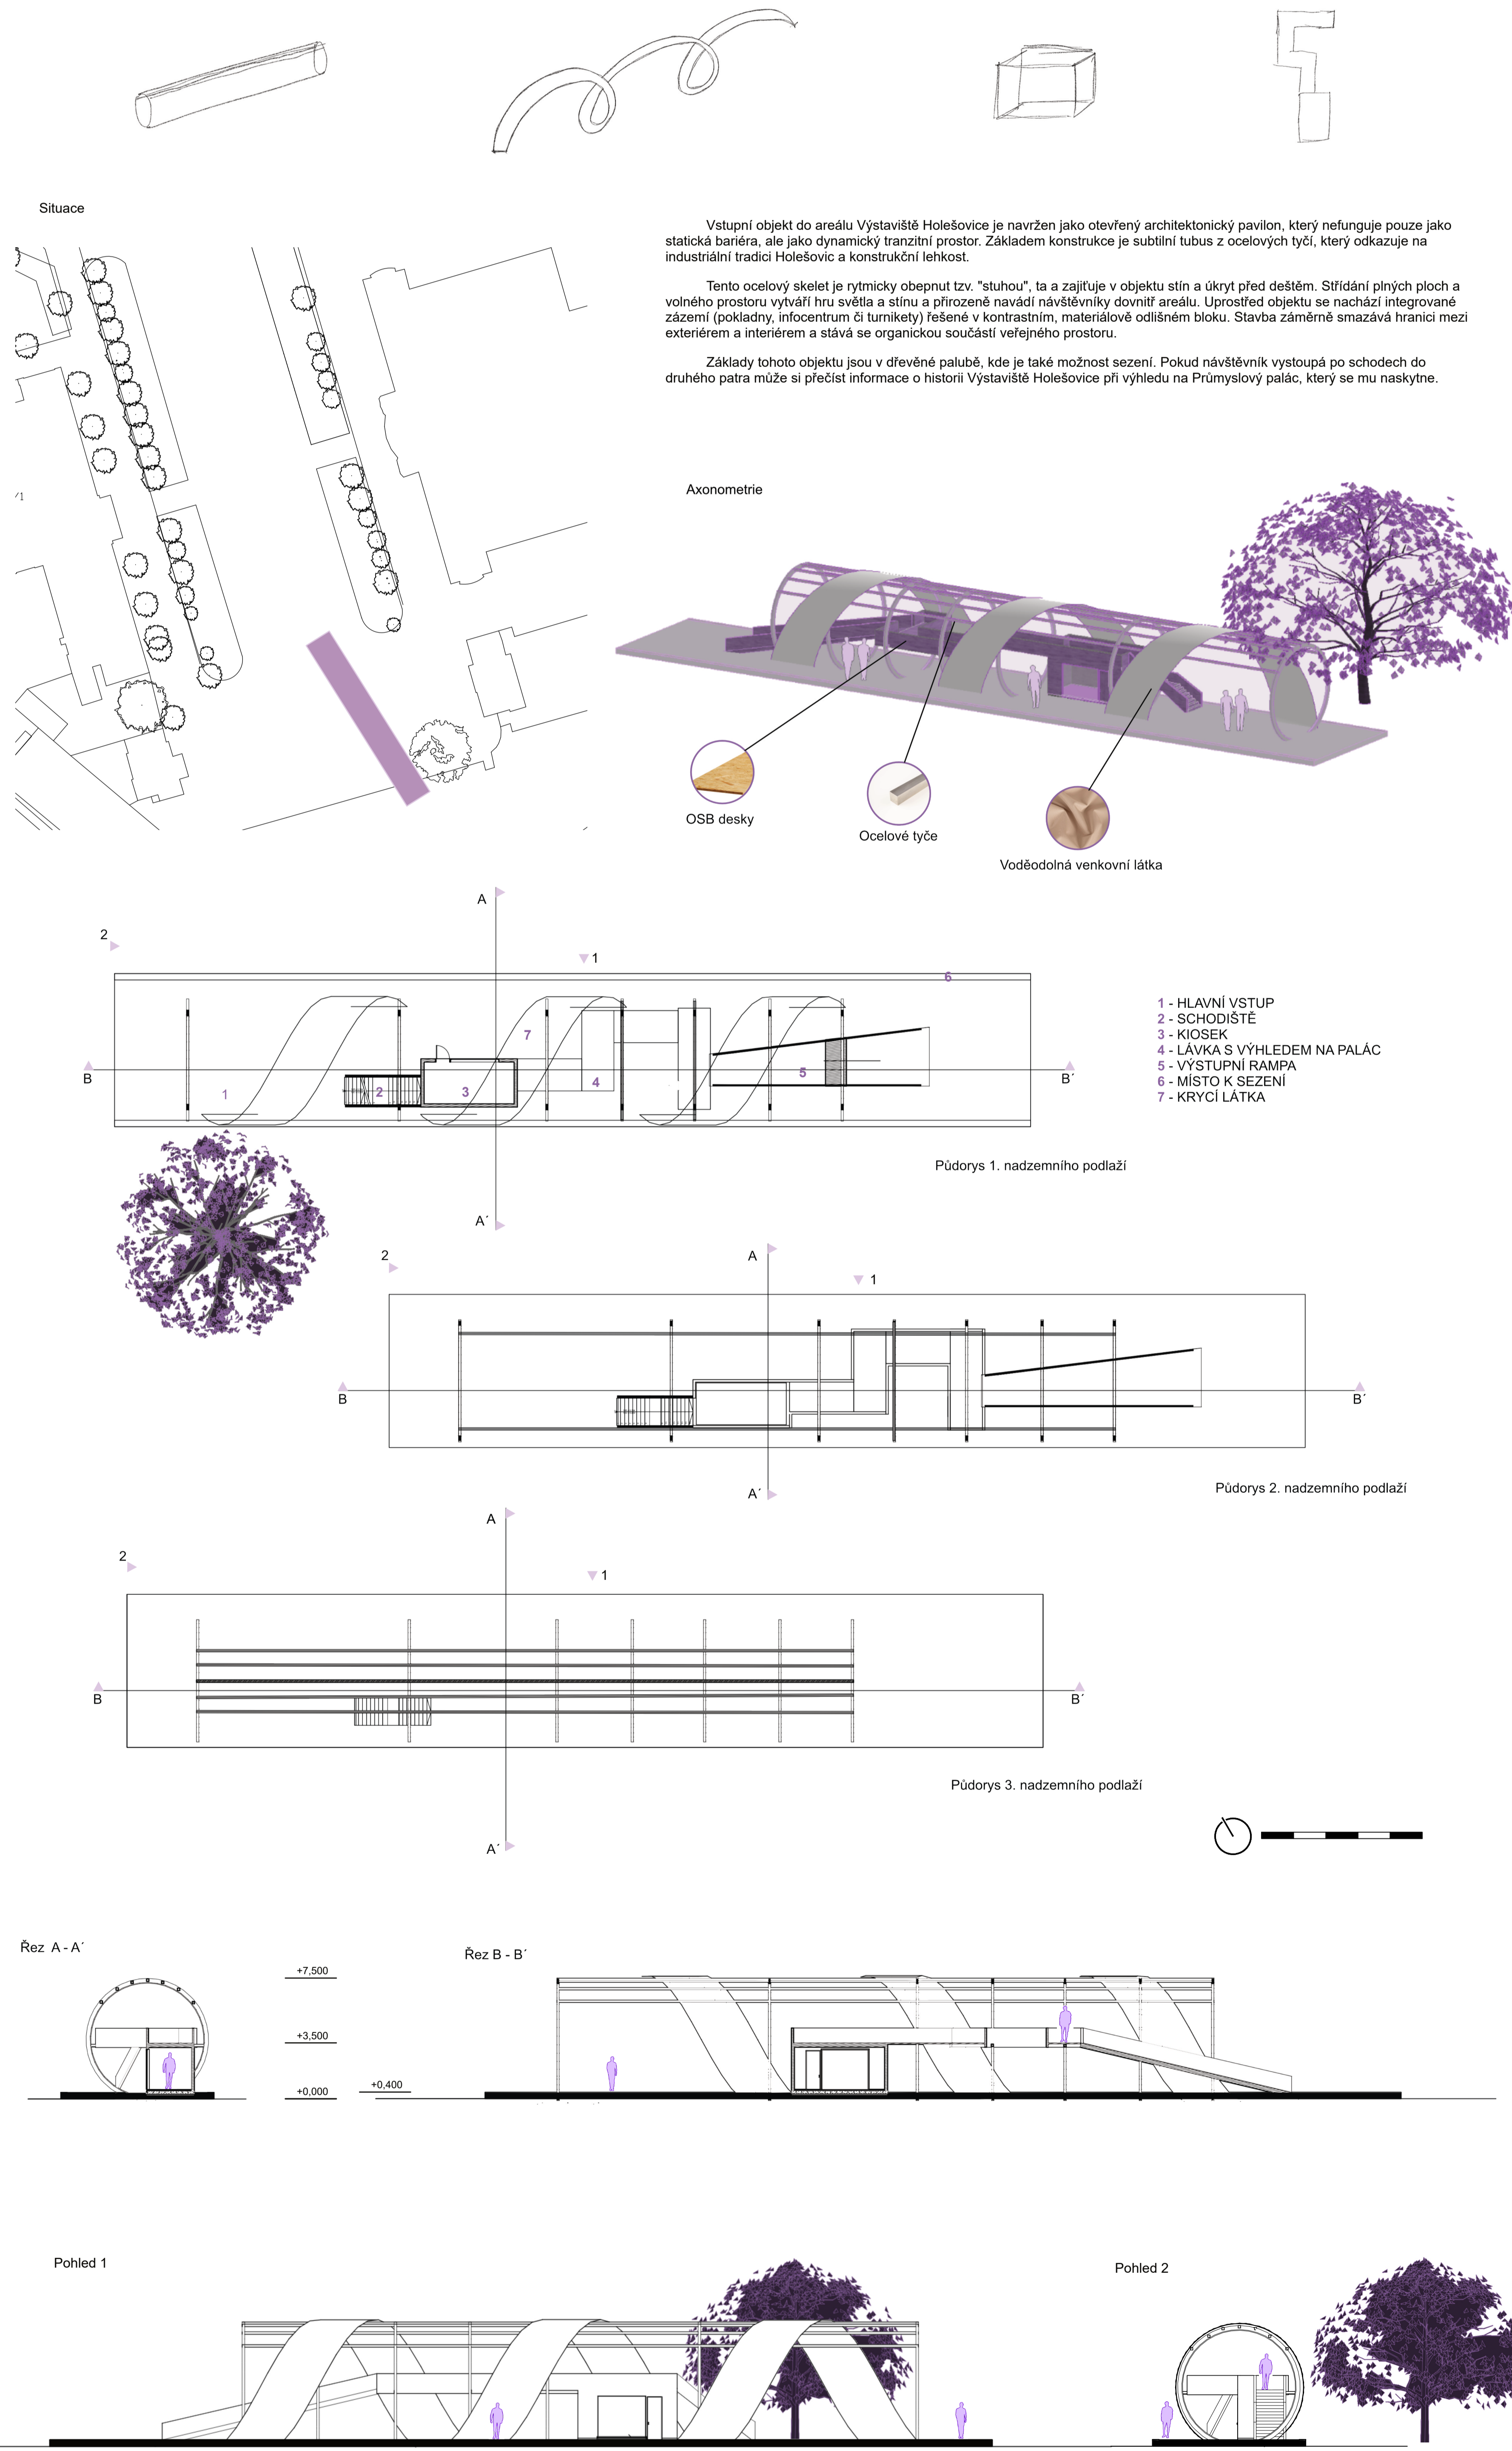 Situace
Vstupní objekt do areálu Výstaviště Holešovice je navržen jako otevřený architektonický pavilon, který nefunguje pouze jako
statická bariéra, ale jako dynamický tranzitní prostor. Základem konstrukce je subtilní tubus z ocelových tyčí, který odkazuje na
industriální tradici Holešovic a konstrukční lehkost.
Tento ocelový skelet je rytmicky obepnut tzv. "stuhou", ta a zajiťuje v objektu stín a úkryt před deštěm. Střídání plných ploch a
volného prostoru vytváří hru světla a stínu a přirozeně navádí návštěvníky dovnitř areálu. Uprostřed objektu se nachází integrované
zázemí (pokladny, infocentrum či turnikety) řešené v kontrastním, materiálově odlišném bloku. Stavba záměrně smazává hranici mezi
exteriérem a interiérem a stává se organickou součástí veřejného prostoru.
Základy tohoto objektu jsou v dřevěné palubě, kde je také možnost sezení. Pokud návštěvník vystoupá po schodech do
druhého patra může si přečíst informace o historii Výstaviště Holešovice při výhledu na Průmyslový palác, který se mu naskytne.
/1
Axonometrie
OSB desky
Ocelové tyče
Voděodolná venkovní látka
A
2
1
6
7
B
B´
1
2
3
4
5
A´
1 - HLAVNÍ VSTUP
2 - SCHODIŠTĚ
3 - KIOSEK
4 - LÁVKA S VÝHLEDEM NA PALÁC
5 - VÝSTUPNÍ RAMPA
6 - MÍSTO K SEZENÍ
7 - KRYCÍ LÁTKA
Půdorys 1. nadzemního podlaží
2
A
1
B
B´
A´
Půdorys 2. nadzemního podlaží
A
2
1
B
B´
A´
Půdorys 3. nadzemního podlaží
Řez A - A´
+7,500
+3,500
+0,000
+0,400
Řez B - B´
Pohled 1
Pohled 2